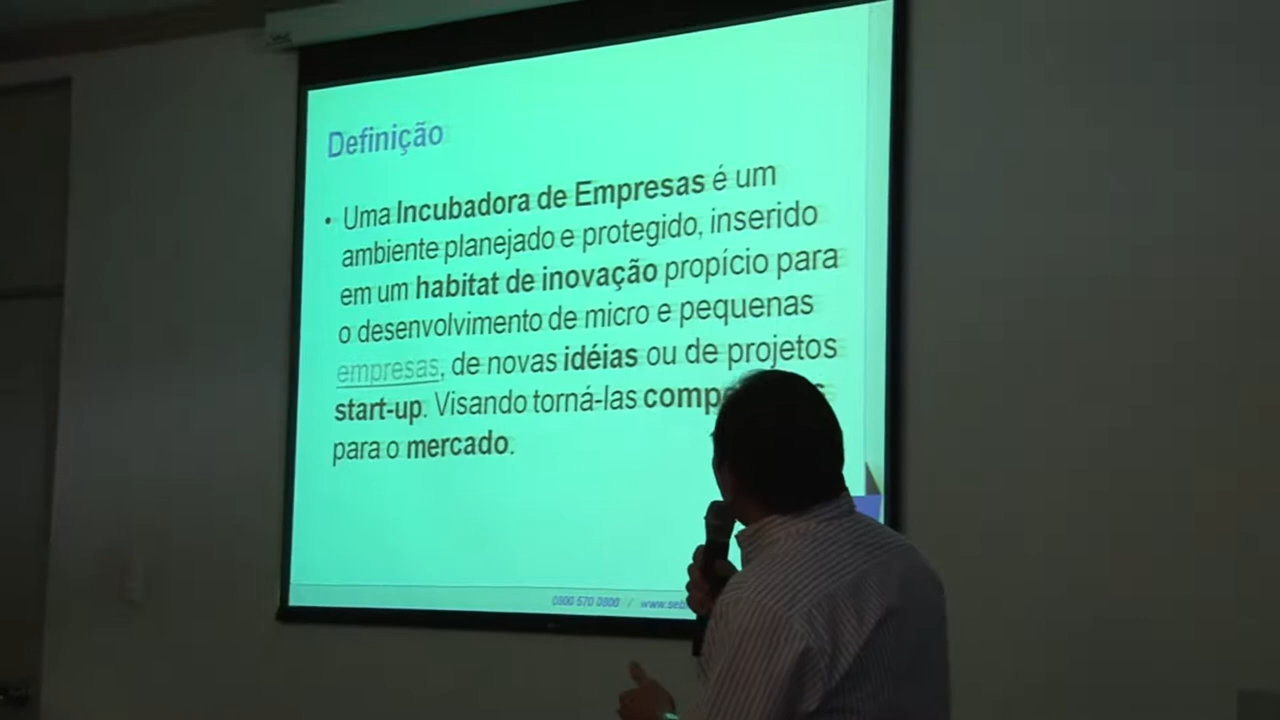 Definição
• Uma Incubadora de Empresas é um
ambiente planejado e protegido, inserido
em um habitat de inovação propício para
o desenvolvimento de micro e pequenas
empresas, de novas idéias ou de projetos
start-up. Visando torná-las
para o mercado.
0800 570 0800 / www.seb